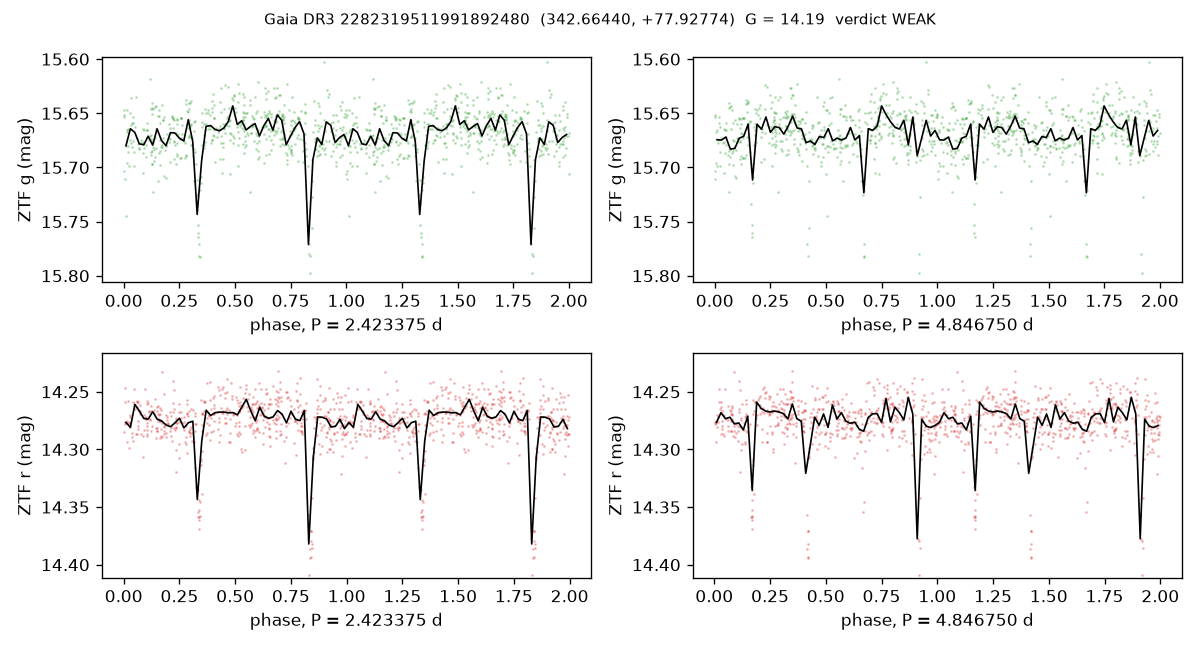 Gaia DR3 2282319511991892480 (342.66440, +77.92774) G = 14.19 verdict WEAK
ZTF g (mag)
15.60
15.65
15.70
15.75
15.80
0.00 0.25 0.50 0.75 1.00 1.25 1.50 1.75 2.00
phase, P = 2.423375 d
ZTF g (mag)
15.60
15.65
15.70
15.75
15.80
0.00 0.25 0.50 0.75 1.00 1.25 1.50 1.75 2.00
phase, P = 4.846750 d
ZTF r (mag)
14.25
14.30
14.35
14.40
0.00 0.25 0.50 0.75 1.00 1.25 1.50 1.75 2.00
phase, P = 2.423375 d
ZTF r (mag)
14.25
14.30
14.35
14.40
0.00 0.25 0.50 0.75 1.00 1.25 1.50 1.75 2.00
phase, P = 4.846750 d